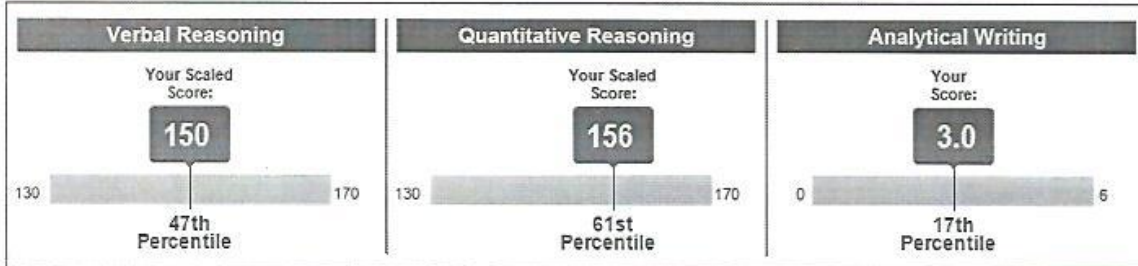 Verbal Reasoning
Your Scaled
Score:
150
130
170
47th
Percentile
Quantitative Reasoning
Your Scaled
Score:
156
130
170
61st
Percentile
Analytical Writing
Your
Score:
3.0
0
6
17th
Percentile